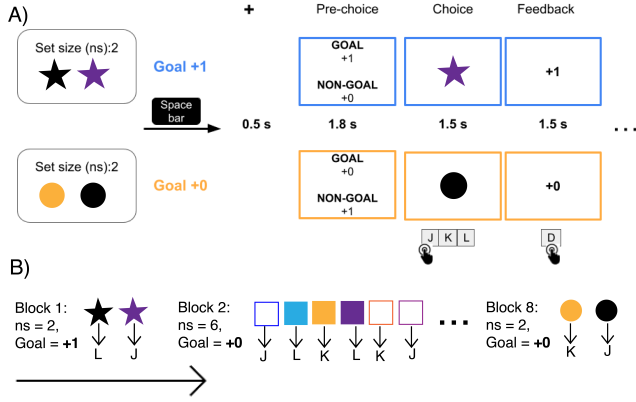 A)
+
Pre-choice
Choice
Feedback
Set size (ns):2
Goal +1
GOAL
+1
NON-GOAL
+0
+1
Space
bar
0.5 s
1.8 s
1.5 s
1.5 s
...
Set size (ns):2
Goal +0
GOAL
+0
NON-GOAL
+1
+0
J K L
D
B)
Block 1:
ns = 2,
Goal = +1
L J
Block 2:
ns = 6,
Goal = +0
J L K L K J
...
Block 8:
ns = 2,
Goal = +0
K J